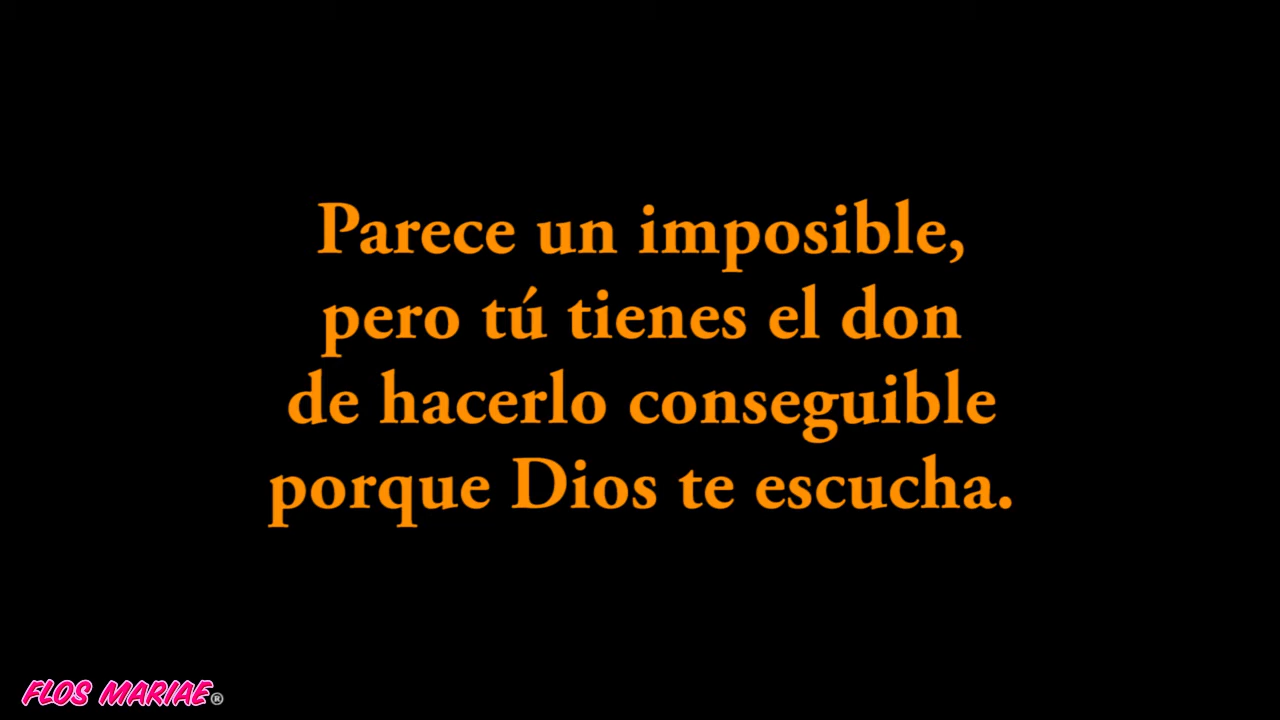 Parece un imposible,
pero tú tienes el don
de hacerlo conseguible
porque Dios te escucha.
FLOS MARIAE®